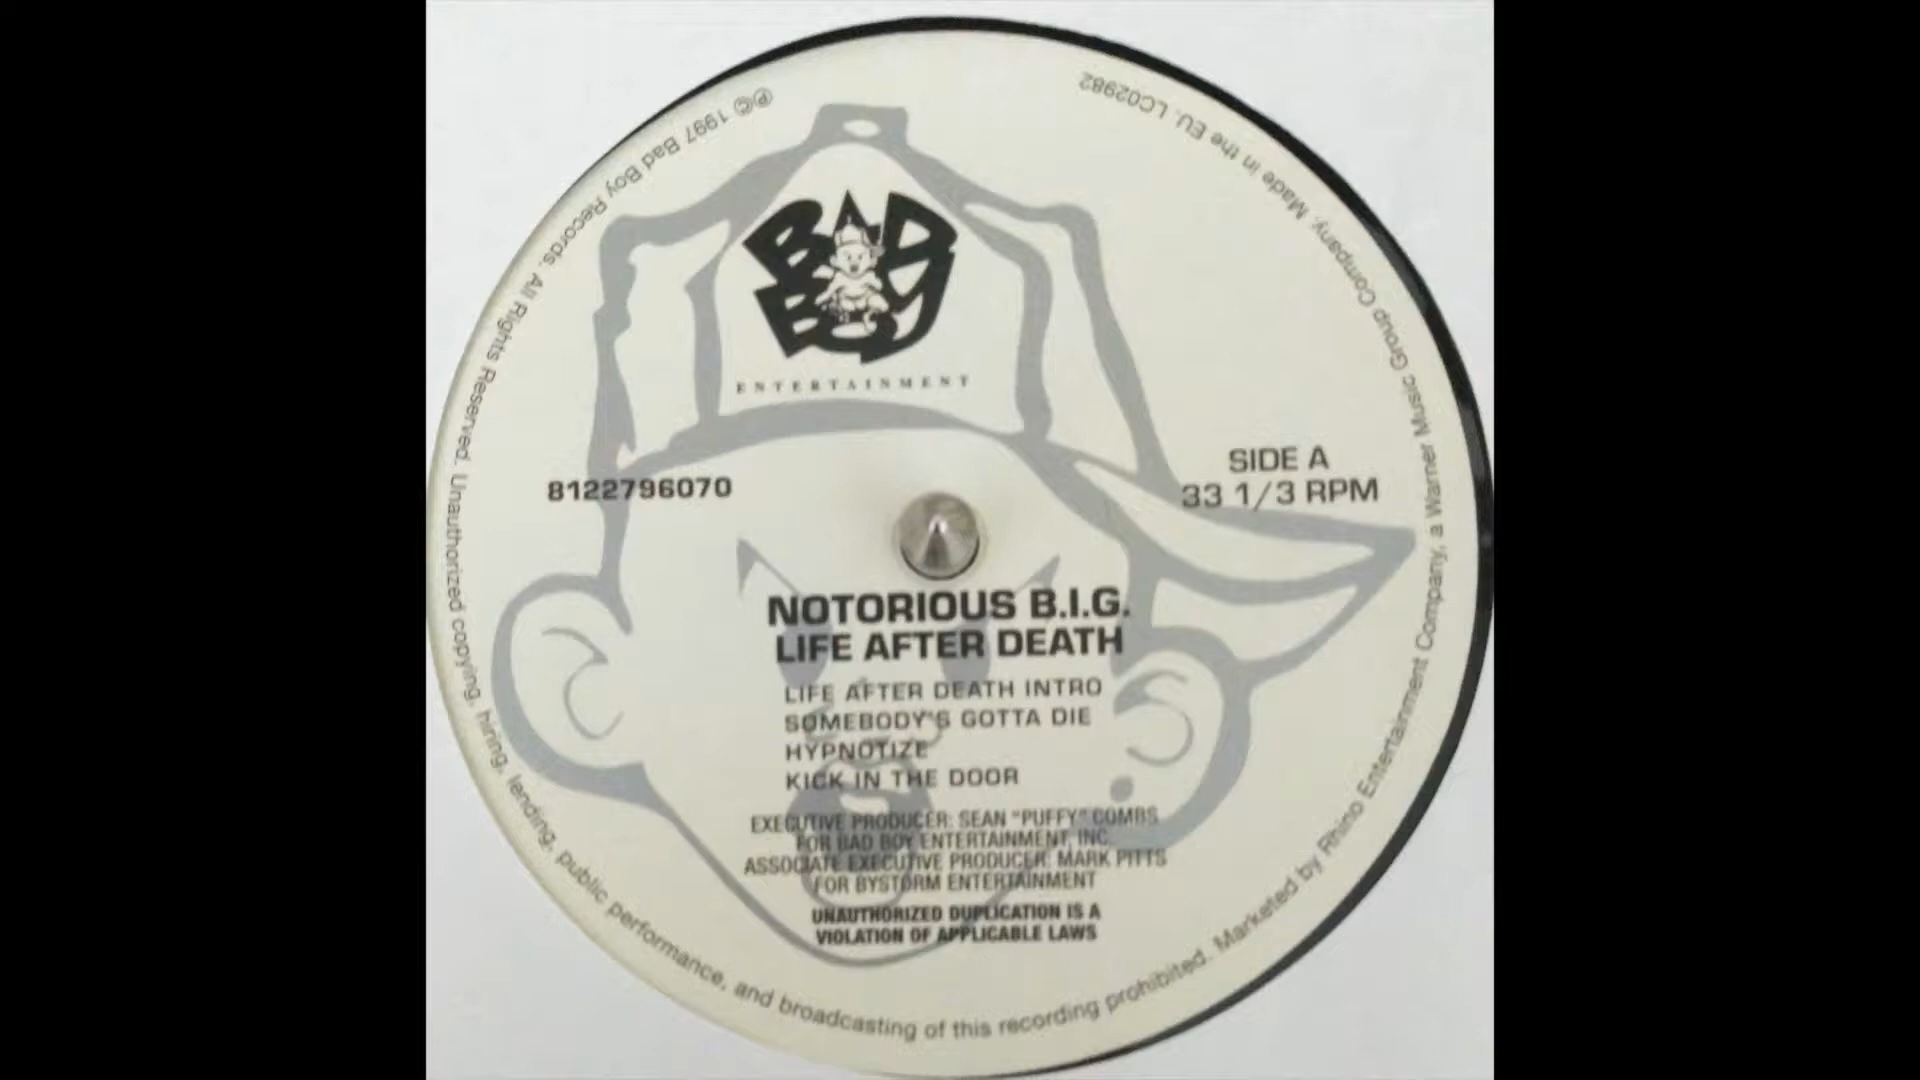 BAD BOY
ENTERTAINMENT
8122796070
SIDE A
33 1/3 RPM
NOTORIOUS B.I.G.
LIFE AFTER DEATH
LIFE AFTER DEATH INTRO
SOMEBODY'S GOTTA DIE
HYPNOTIZE
KICK IN THE DOOR
EXECUTIVE PRODUCER: SEAN "PUFFY" COMBS
FOR BAD BOY ENTERTAINMENT, INC.
ASSOCIATE EXECUTIVE PRODUCER: MARK PITTS
FOR BYSTORM ENTERTAINMENT
UNAUTHORIZED DUPLICATION IS A
VIOLATION OF APPLICABLE LAWS
℗© 1997 Bad Boy Records. All Rights Reserved. Unauthorized copying, hiring, lending, public performance, and broadcasting of this recording prohibited. Marketed by Rhino Entertainment Company, a Warner Music Group Company. Made in the EU. LC02982